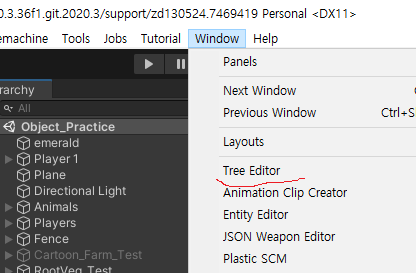 0.3.36f1.git.2020.3/support/zd130524.7469419 Personal <DX11>
emachine Tools Jobs Tutorial Window Help
erarchy
All
Object_Practice
emerald
Player 1
Plane
Directional Light
Animals
Players
Fence
Cartoon_Farm_Test
RootVeg_Test
Panels
Next Window Ctrl
Previous Window Ctrl+S
Layouts
Tree Editor
Animation Clip Creator
Entity Editor
JSON Weapon Editor
Plastic SCM